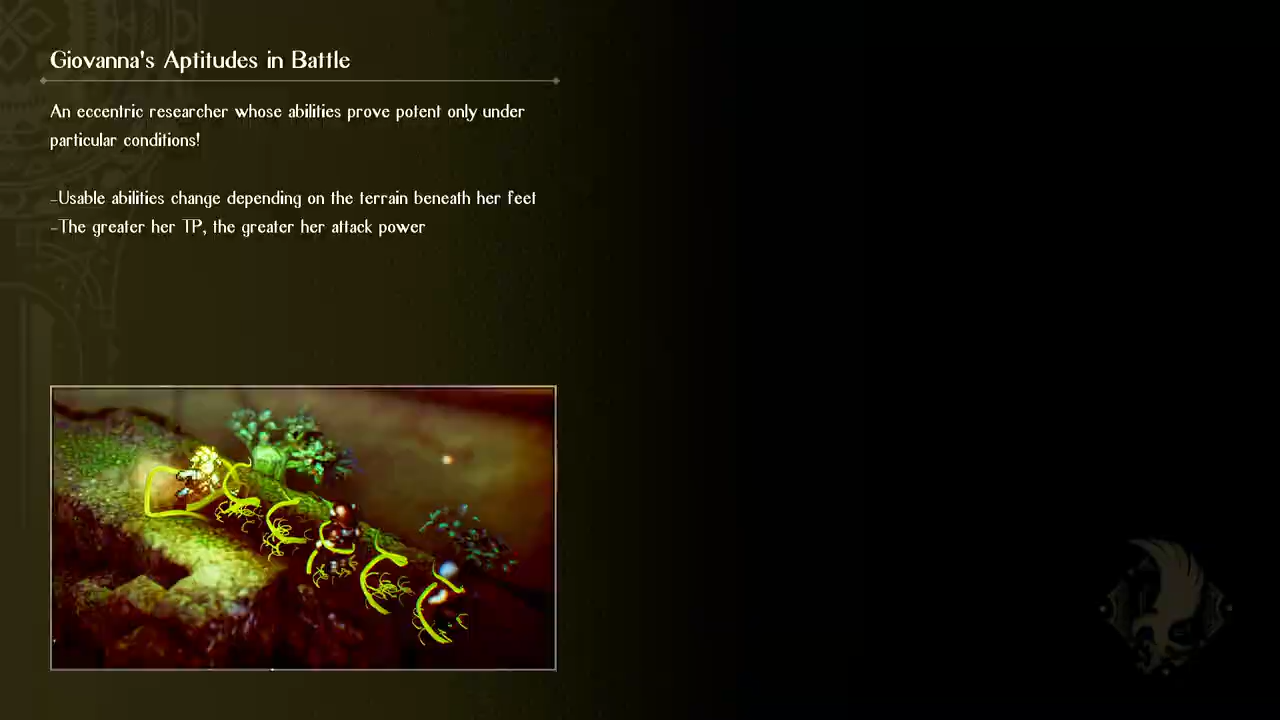 Giovanna's Aptitudes in Battle
An eccentric researcher whose abilities prove potent only under
particular conditions!
-Usable abilities change depending on the terrain beneath her feet
-The greater her TP, the greater her attack power